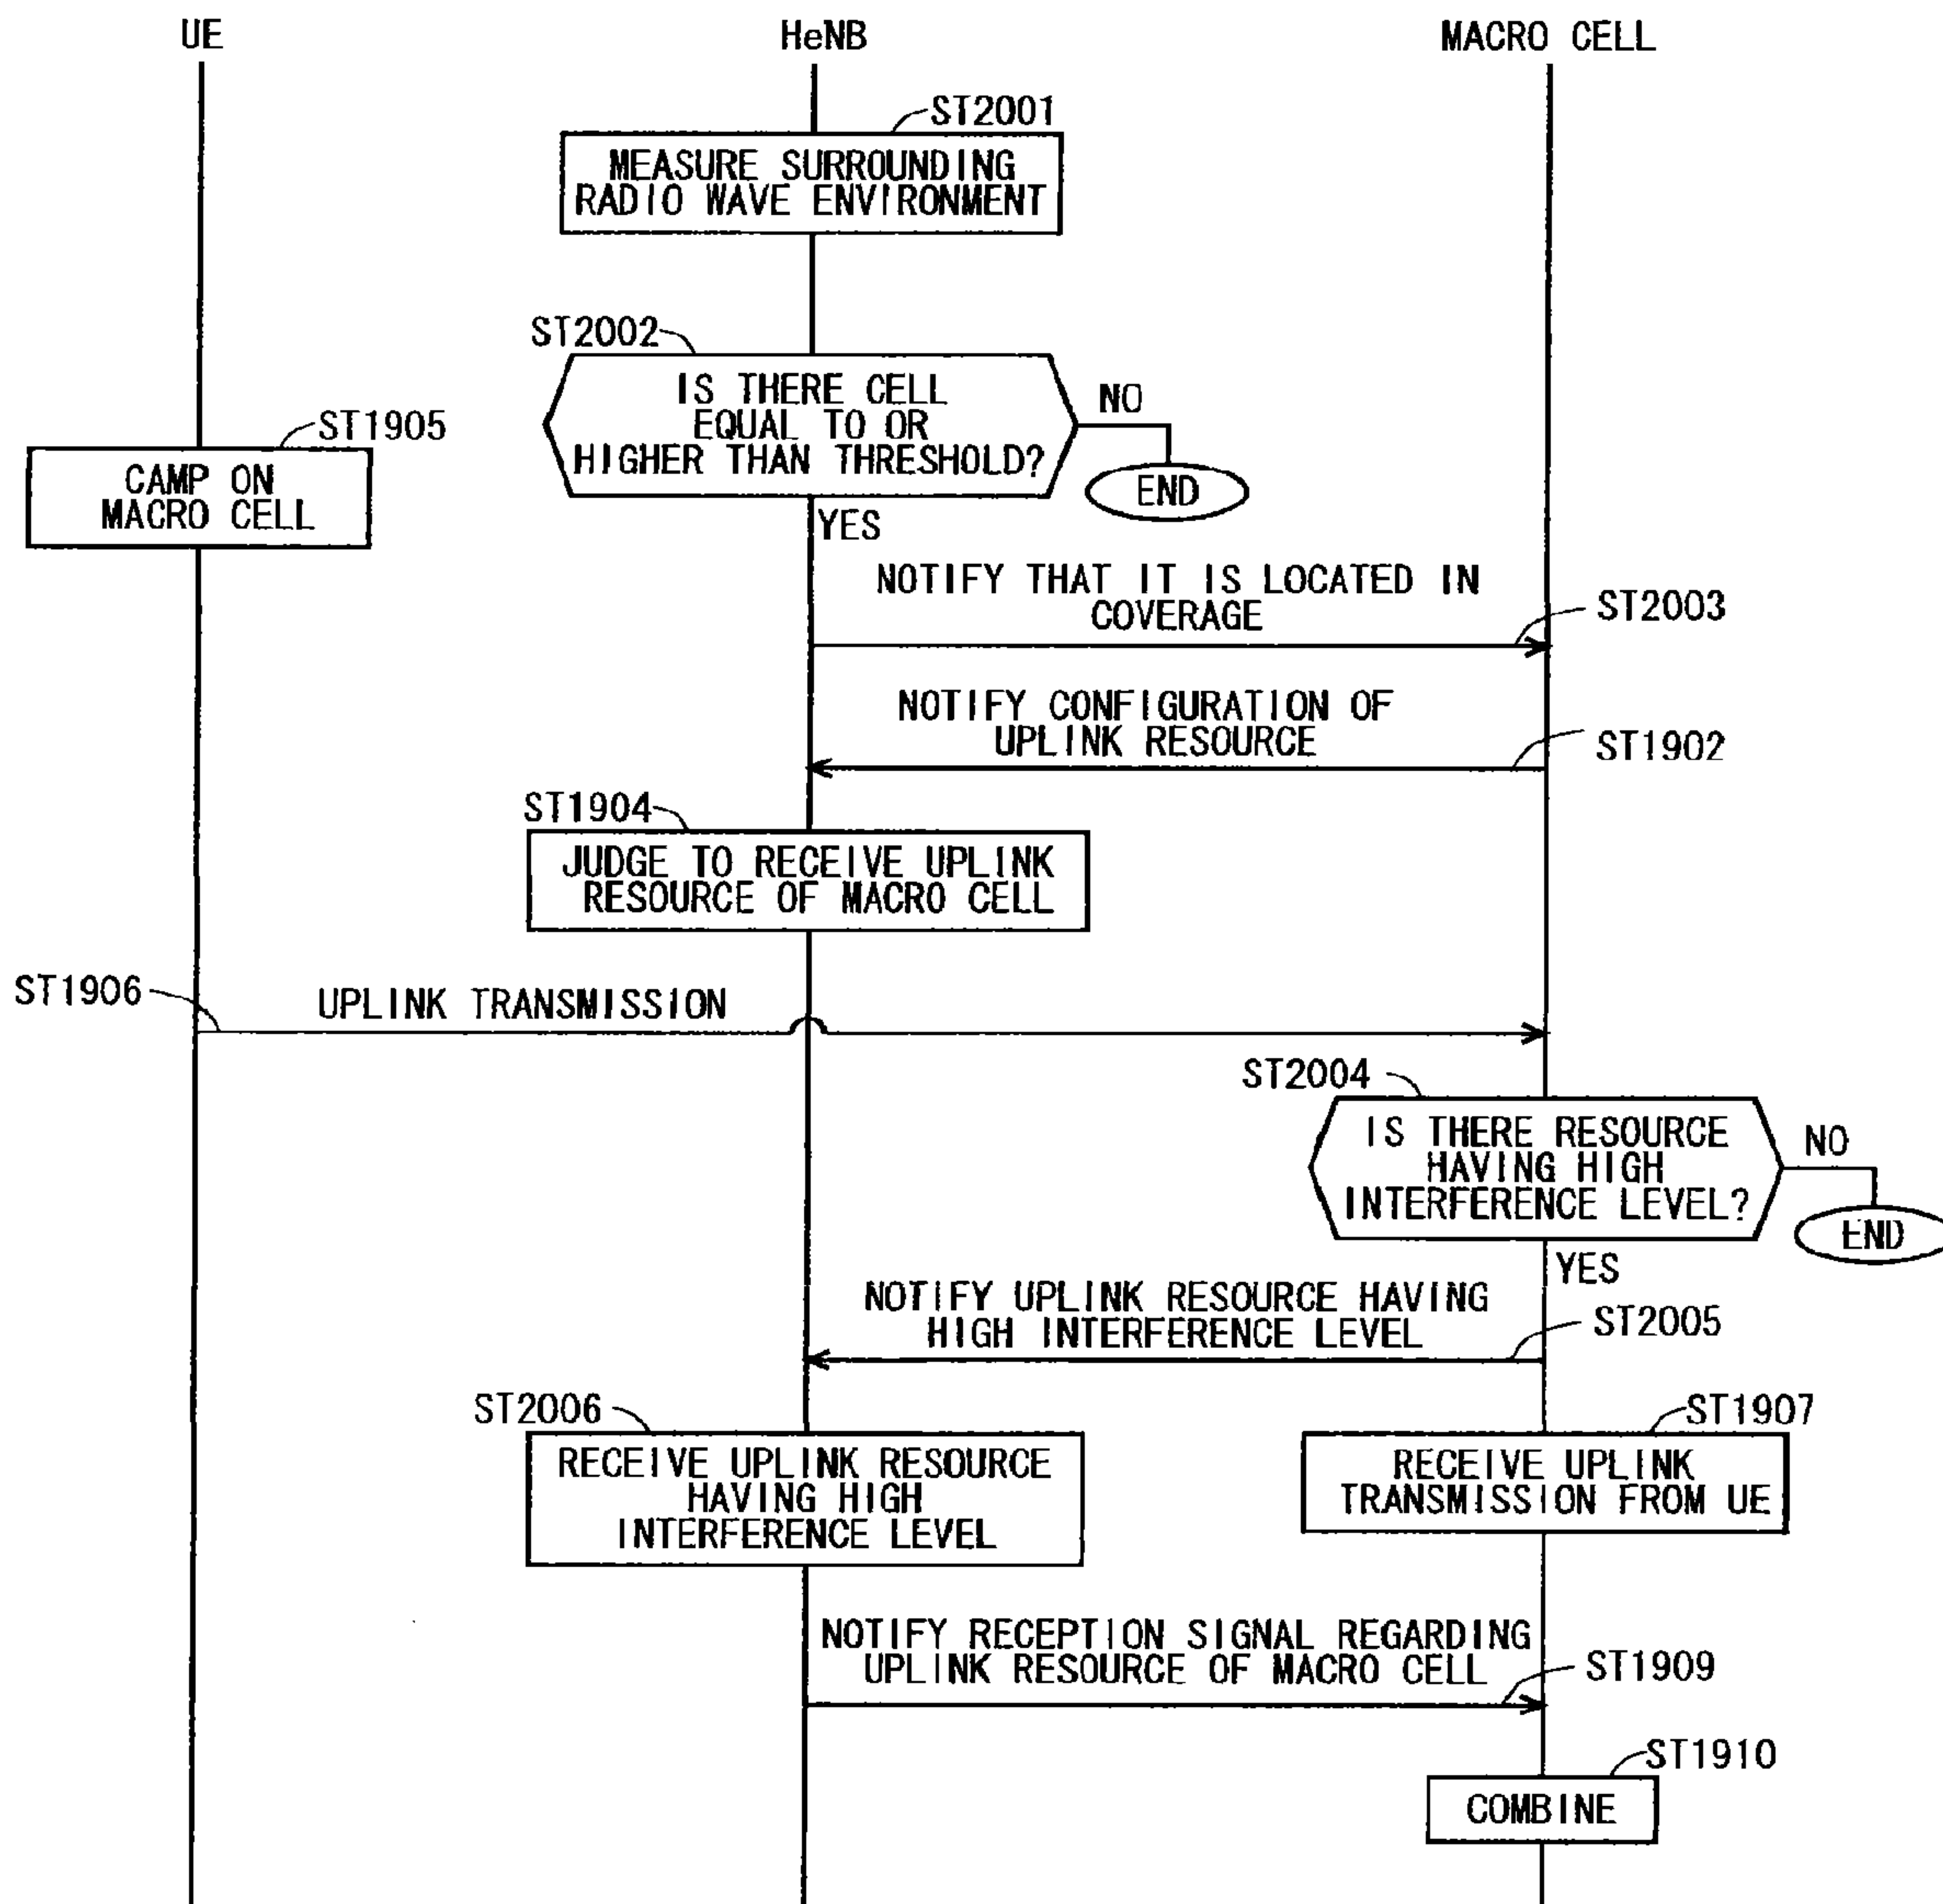 UE
HeNB
MACRO CELL
ST2001
MEASURE SURROUNDING
RADIO WAVE ENVIRONMENT
ST2002
IS THERE CELL
EQUAL TO OR
HIGHER THAN THRESHOLD?
NO
END
YES
ST1905
CAMP ON
MACRO CELL
NOTIFY THAT IT IS LOCATED IN
COVERAGE
ST2003
NOTIFY CONFIGURATION OF
UPLINK RESOURCE
ST1902
ST1904
JUDGE TO RECEIVE UPLINK
RESOURCE OF MACRO CELL
ST1906
UPLINK TRANSMISSION
ST2004
IS THERE RESOURCE
HAVING HIGH
INTERFERENCE LEVEL?
NO
END
YES
NOTIFY UPLINK RESOURCE HAVING
HIGH INTERFERENCE LEVEL
ST2005
ST2006
RECEIVE UPLINK RESOURCE
HAVING HIGH
INTERFERENCE LEVEL
ST1907
RECEIVE UPLINK
TRANSMISSION FROM UE
NOTIFY RECEPTION SIGNAL REGARDING
UPLINK RESOURCE OF MACRO CELL
ST1909
ST1910
COMBINE